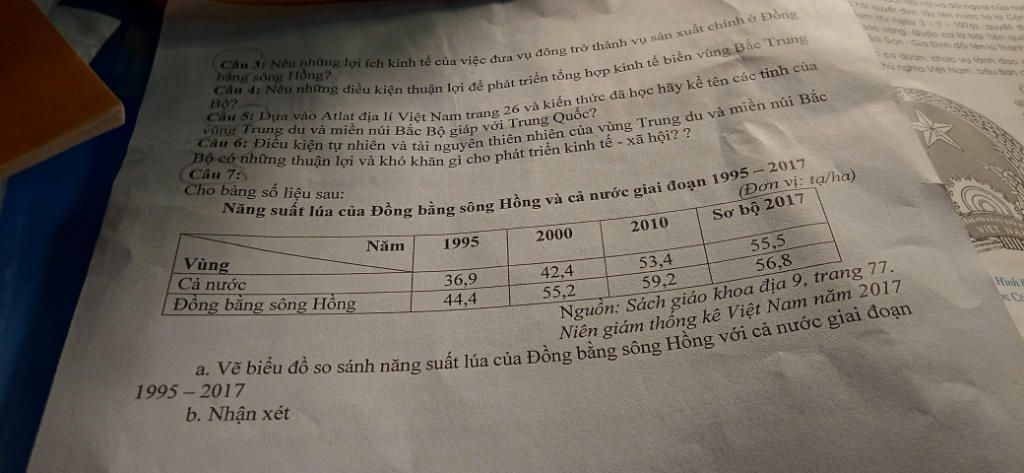 Câu 3: Nêu những lợi ích kinh tế của việc đưa vụ đông trở thành vụ sản xuất chính ở Đồng
bằng sông Hồng?
Câu 4: Nêu những điều kiện thuận lợi để phát triển tổng hợp kinh tế biển vùng Bắc Trung
Bộ?
Câu 5: Dựa vào Atlat địa lí Việt Nam trang 26 và kiến thức đã học hãy kể tên các tỉnh của
vùng Trung du và miền núi Bắc Bộ giáp với Trung Quốc?
Câu 6: Điều kiện tự nhiên và tài nguyên thiên nhiên của vùng Trung du và miền núi Bắc
Bộ có những thuận lợi và khó khăn gì cho phát triển kinh tế - xã hội? ?
Câu 7:
Cho bảng số liệu sau:
Năng suất lúa của Đồng bằng sông Hồng và cả nước giai đoạn 1995 – 2017
(Đơn vị: tạ/ha)
Năm 1995 2000 2010 Sơ bộ 2017
Vùng
Cả nước 36,9 42,4 53,4 55,5
Đồng bằng sông Hồng 44,4 55,2 59,2 56,8
Nguồn: Sách giáo khoa địa 9, trang 77.
Niên giám thống kê Việt Nam năm 2017
a. Vẽ biểu đồ so sánh năng suất lúa của Đồng bằng sông Hồng với cả nước giai đoạn
1995 – 2017
b. Nhận xét
VIỆT NA